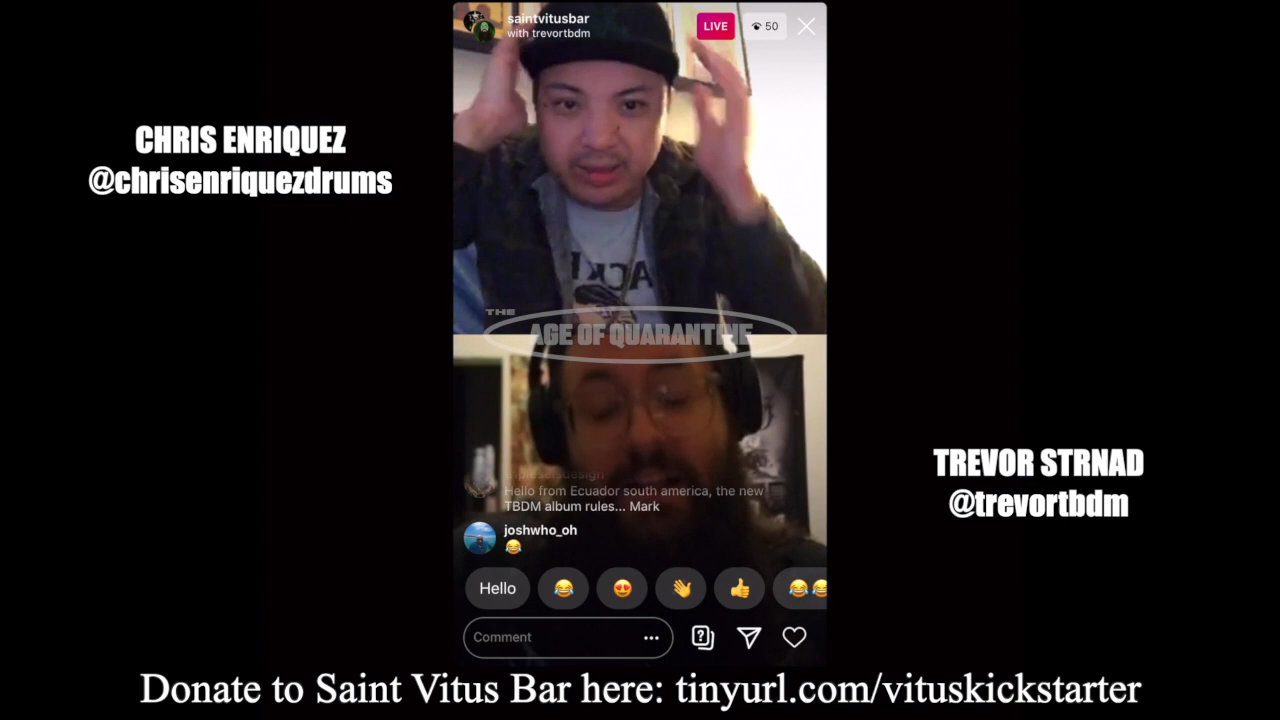 saintvitusbar
with trevortbdm
LIVE
50
CHRIS ENRIQUEZ
@chrisenriquezdrums
THE
AGE OF QUARANTINE
TREVOR STRNAD
@trevortbdm
Hello from Ecuador south america, the new
TBDM album rules... Mark
joshwho_oh
😂
Hello 😂 😍 👋 👍 😂😂
Comment
Donate to Saint Vitus Bar here: tinyurl.com/vituskickstarter